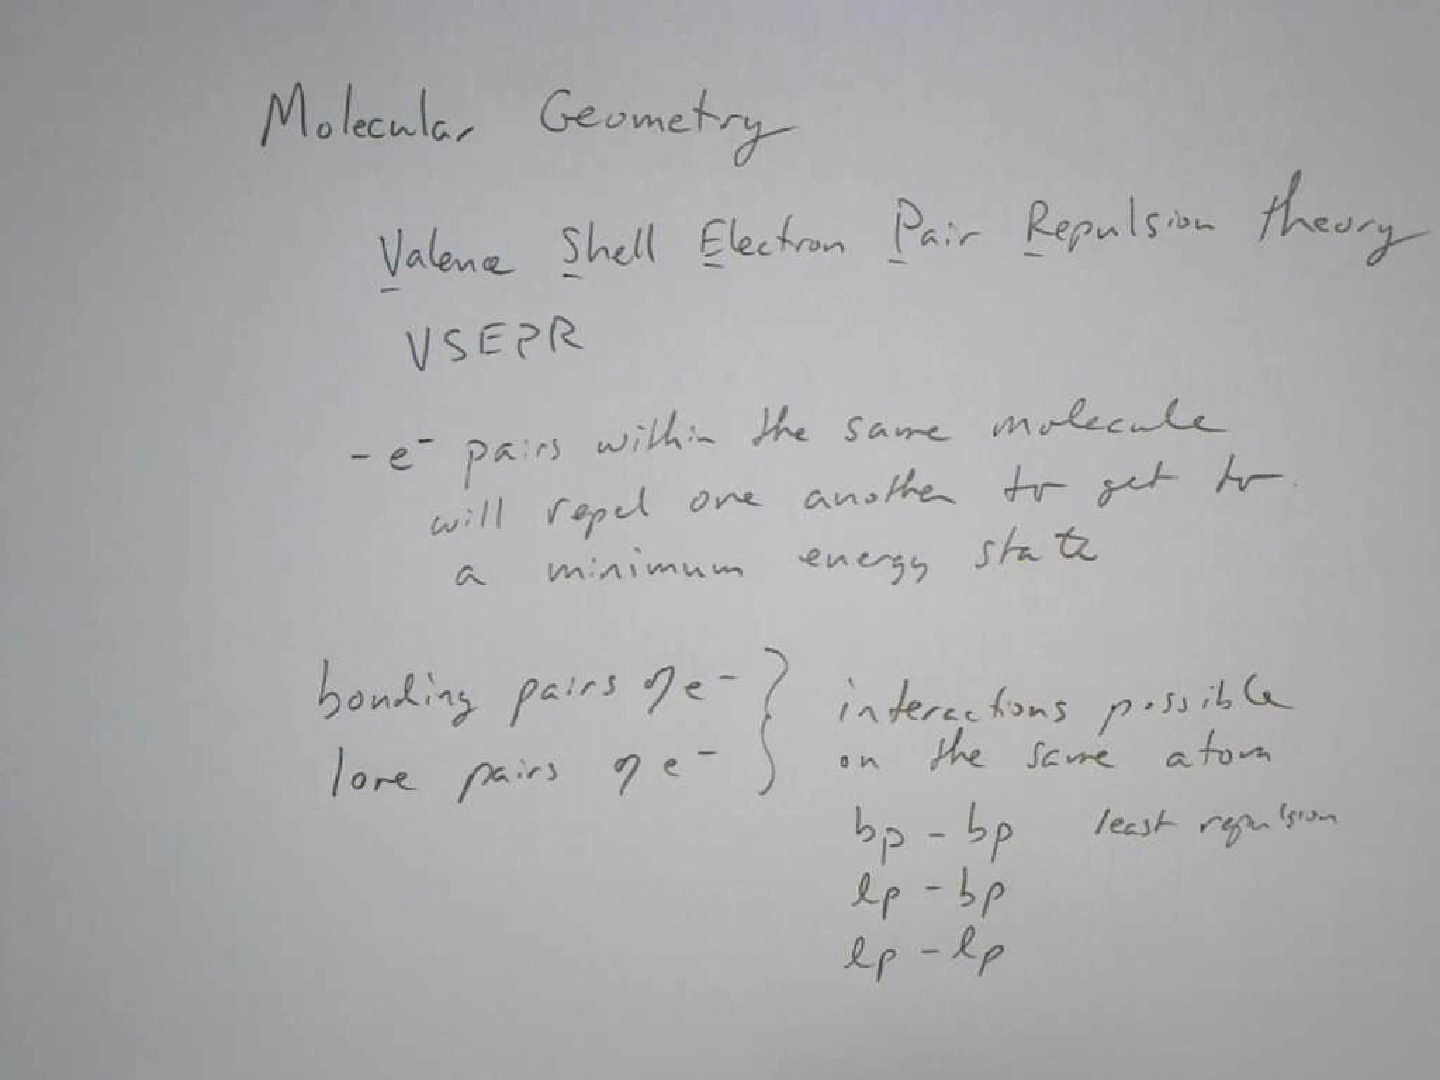 Molecular Geometry
Valence Shell Electron Pair Repulsion theory
VSEPR
- e⁻ pairs within the same molecule
will repel one another to get to
a minimum energy state
bonding pairs of e⁻ } interactions possible
lone pairs of e⁻ on the same atom
bp - bp least repulsion
lp - bp
lp - lp